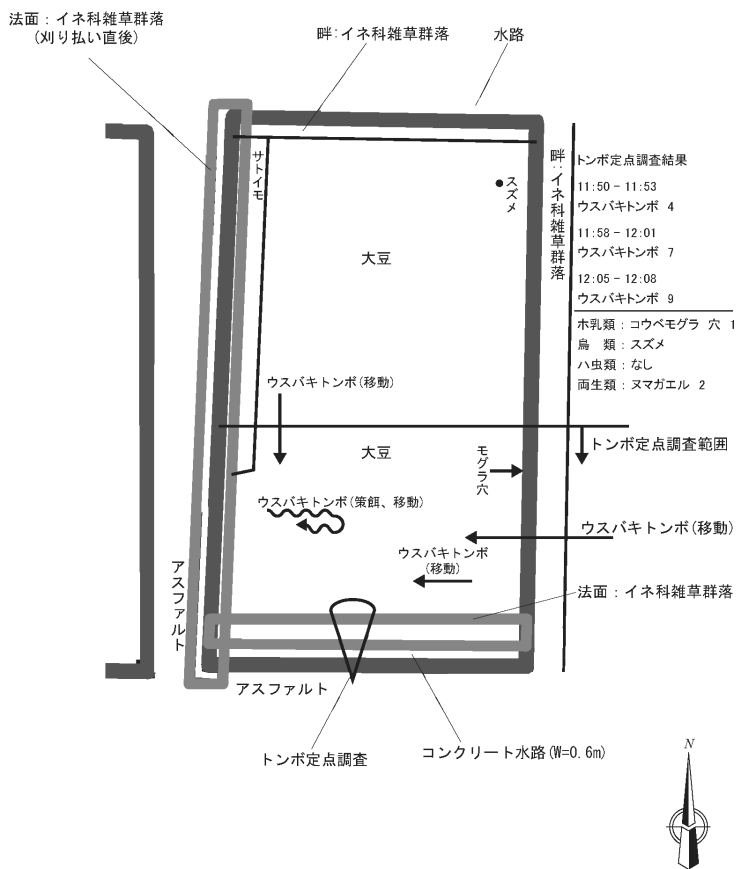 法面：イネ科雑草群落
(刈り払い直後)
畔：イネ科雑草群落
水路
サトイモ
スズメ
畔：イネ科雑草群落
トンボ定点調査結果
11:50－11:53
ウスバキトンボ 4
11:58－12:01
ウスバキトンボ 7
12:05－12:08
ウスバキトンボ 9
ホ乳類：コウベモグラ 穴 1
鳥　類：スズメ
ハ虫類：なし
両生類：ヌマガエル 2
大豆
ウスバキトンボ(移動)
大豆
モグラ穴
トンボ定点調査範囲
ウスバキトンボ(策餌、移動)
ウスバキトンボ(移動)
ウスバキトンボ
(移動)
アスファルト
法面：イネ科雑草群落
アスファルト
トンボ定点調査
コンクリート水路(W=0.6m)
N